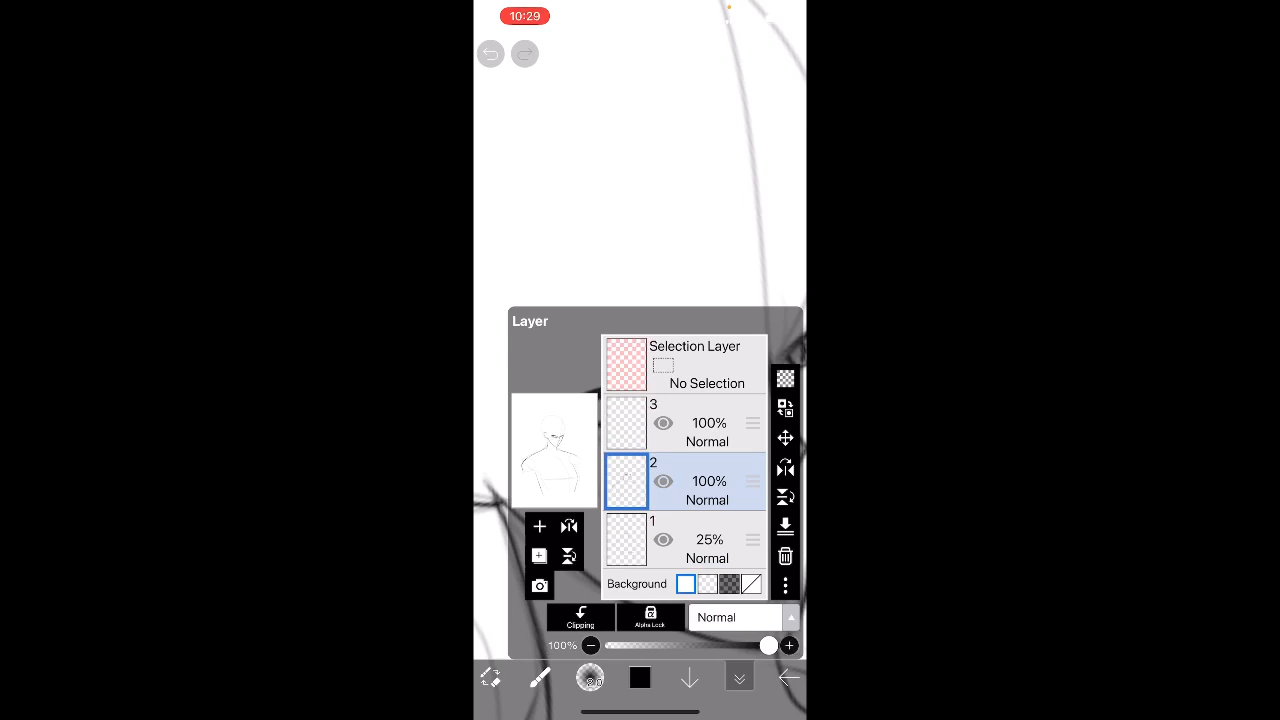 10:29
Layer
Selection Layer
No Selection
3
100%
Normal
2
100%
Normal
1
25%
Normal
Background
Clipping
Alpha Lock
Normal
100%